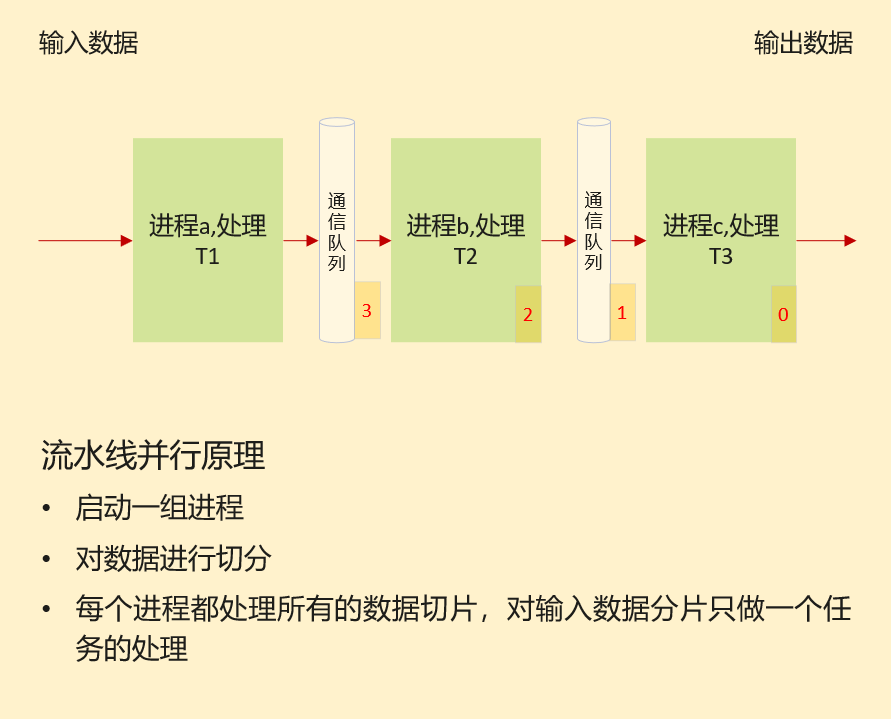 输入数据
输出数据
进程a,处理
T1
通
信
队
列
3
进程b,处理
T2
2
通
信
队
列
1
进程c,处理
T3
0
流水线并行原理
• 启动一组进程
• 对数据进行切分
• 每个进程都处理所有的数据切片，对输入数据分片只做一个任
务的处理